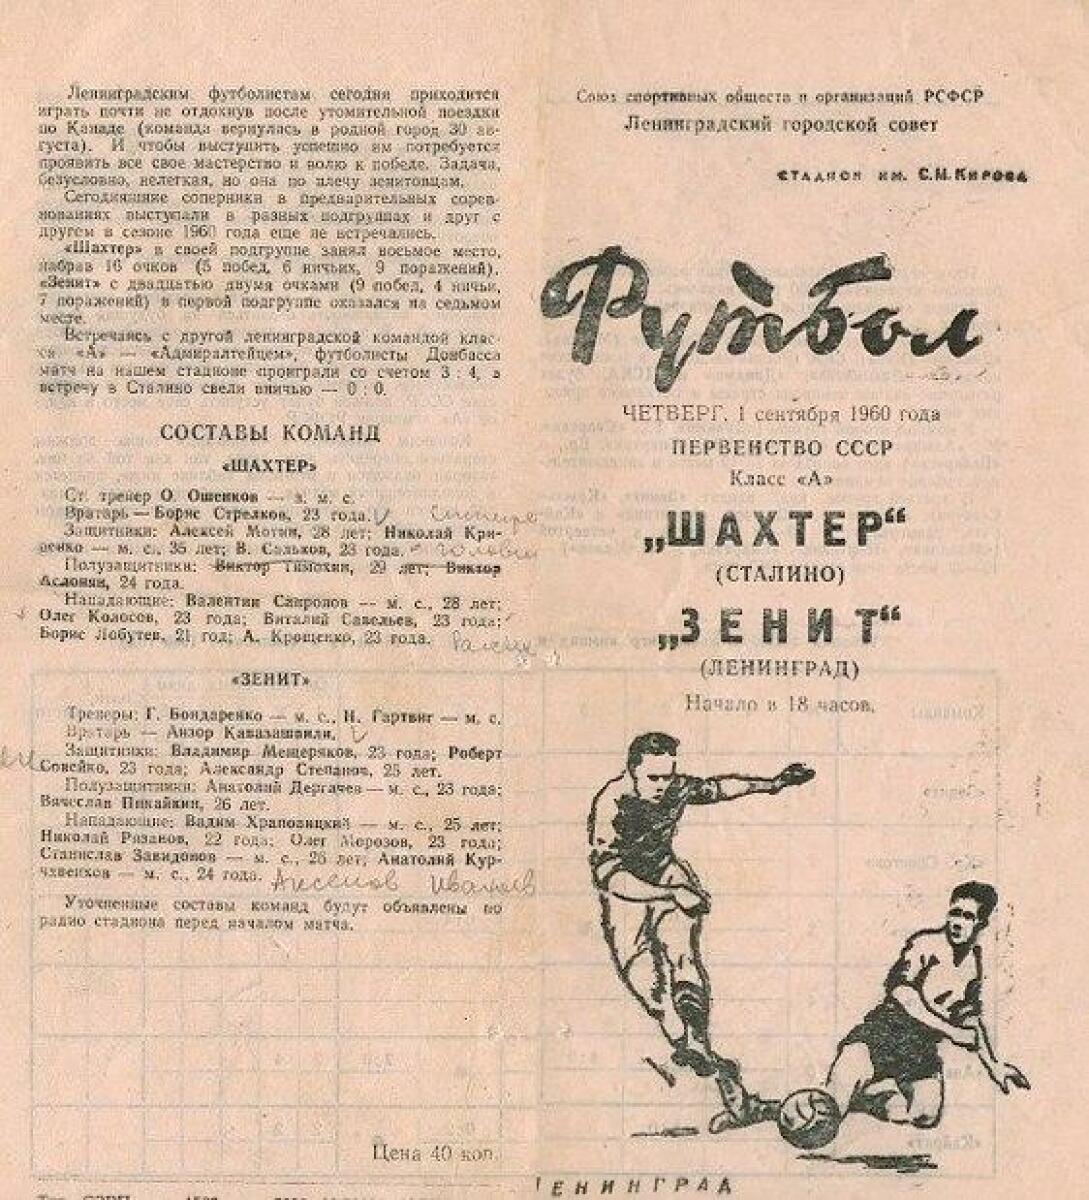 Ленинградским футболистам сегодня приходится
играть почти не отдохнув после утомительной поездки
по Канаде (команда вернулась в родной город 30 ав-
густа). И чтобы выступить успешно им потребуется
проявить все свое мастерство и волю к победе. Задача,
безусловно, нелегкая, но она по плечу зенитовцам.
Сегодняшние соперники в предварительных сорев-
нованиях выступали в разных подгруппах и друг с
другом в сезоне 1960 года еще не встречались.
«Шахтер» в своей подгруппе занял восьмое место,
набрав 16 очков (5 побед, 6 ничьих, 9 поражений).
«Зенит» с двадцатью двумя очками (9 побед, 4 ничьи,
7 поражений) в первой подгруппе оказался на седьмом
месте.
Встречаясь с другой ленинградской командой клас-
са «А» — «Адмиралтейцем», футболисты Донбасса
матч на нашем стадионе проиграли со счетом 3 : 4, а
встречу в Сталино свели вничью — 0 : 0.
СОСТАВЫ КОМАНД
«ШАХТЕР»
Ст. тренер О. Ошенков — з. м. с.
Вратарь — Борис Стрелков, 23 года.
Защитники: Алексей Мотин, 28 лет; Николай Кри-
венко — м. с., 35 лет; В. Сальков, 23 года. Головин
Полузащитники: Виктор Тимохин, 29 лет; Виктор
Аслонян, 24 года.
Нападающие: Валентин Сапронов — м. с., 28 лет;
Олег Колосов, 23 года; Виталий Савельев, 23 года;
Борис Лобутев, 21 год; А. Крощенко, 23 года.
«ЗЕНИТ»
Тренеры: Г. Бондаренко — м. с., Н. Гартвиг — м. с.
Вратарь — Анзор Кавазашвили.
Защитники: Владимир Мещеряков, 23 года; Роберт
Совейко, 23 года; Александр Степанов, 25 лет.
Полузащитники: Анатолий Дергачев — м. с., 23 года;
Вячеслав Пикайкин, 26 лет.
Нападающие: Вадим Храповицкий — м. с., 25 лет;
Николай Рязанов, 22 года; Олег Морозов, 23 года;
Станислав Завидонов — м. с., 26 лет; Анатолий Кур-
чавенков — м. с., 24 года. Аксенов Иванов
Уточненные составы команд будут объявлены по
радио стадиона перед началом матча.
Цена 40 коп.
Союз спортивных обществ и организаций РСФСР
Ленинградский городской совет
СТАДИОН ИМ. С.М.КИРОВА
Футбол
ЧЕТВЕРГ, 1 сентября 1960 года
ПЕРВЕНСТВО СССР
Класс «А»
„ШАХТЕР“
(СТАЛИНО)
„ЗЕНИТ“
(ЛЕНИНГРАД)
Начало в 18 часов.
ЛЕНИНГРАД